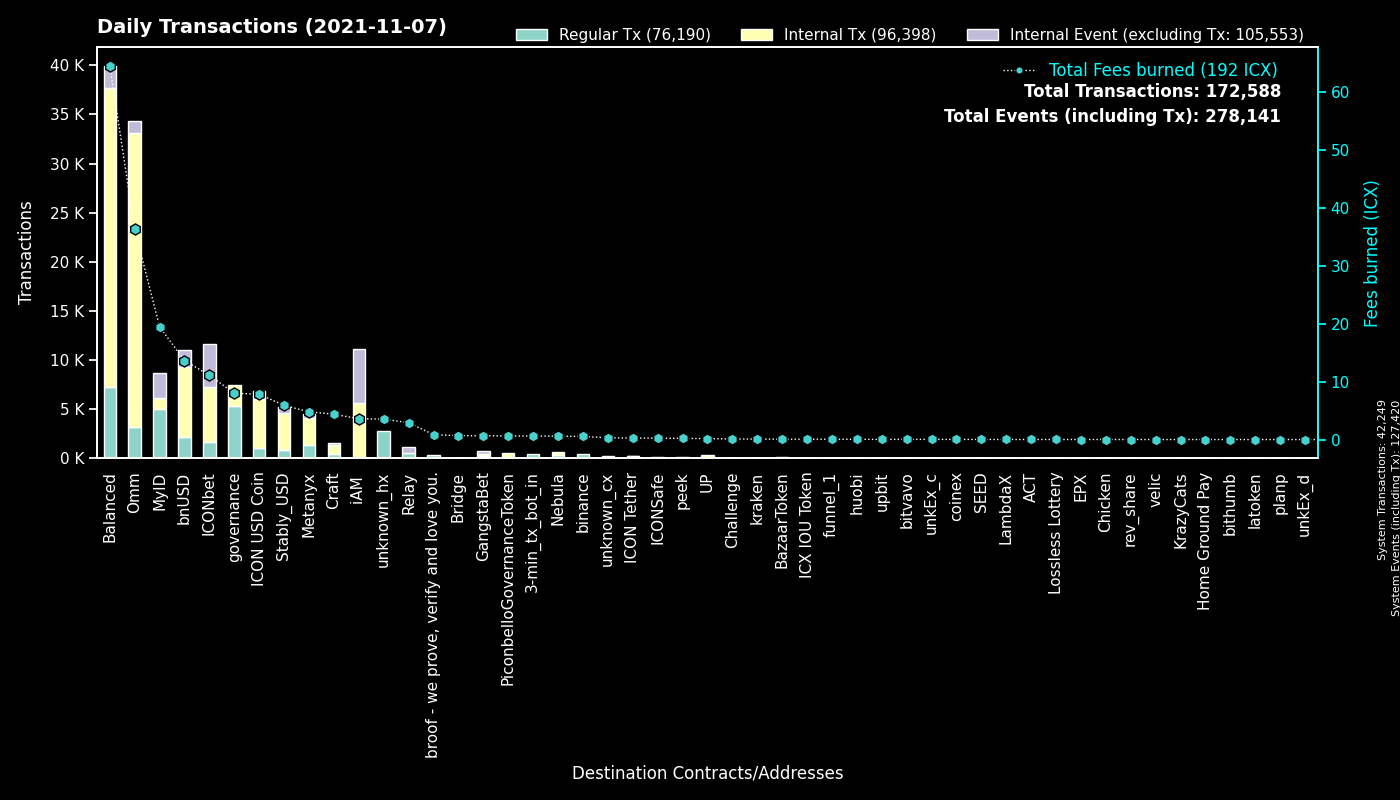 Daily Transactions (2021-11-07)
Regular Tx (76,190)
Internal Tx (96,398)
Internal Event (excluding Tx: 105,553)
Total Fees burned (192 ICX)
Total Transactions: 172,588
Total Events (including Tx): 278,141
Transactions
40 K
35 K
30 K
25 K
20 K
15 K
10 K
5 K
0 K
60
50
40
30
20
10
0
Fees burned (ICX)
System Transactions: 42,249
System Events (including Tx): 127,420
Balanced
Omm
MyID
bnUSD
ICONbet
governance
ICON USD Coin
Stably_USD
Metanyx
Craft
iAM
unknown_hx
Relay
broof - we prove, verify and love you.
Bridge
GangstaBet
PiconbelloGovernanceToken
3-min_tx_bot_in
Nebula
binance
unknown_cx
ICON Tether
ICONSafe
peek
UP
Challenge
kraken
BazaarToken
ICX IOU Token
funnel_1
huobi
upbit
bitvavo
unkEx_c
coinex
SEED
LambdaX
ACT
Lossless Lottery
EPX
Chicken
rev_share
velic
KrazyCats
Home Ground Pay
bithumb
latoken
planp
unkEx_d
Destination Contracts/Addresses